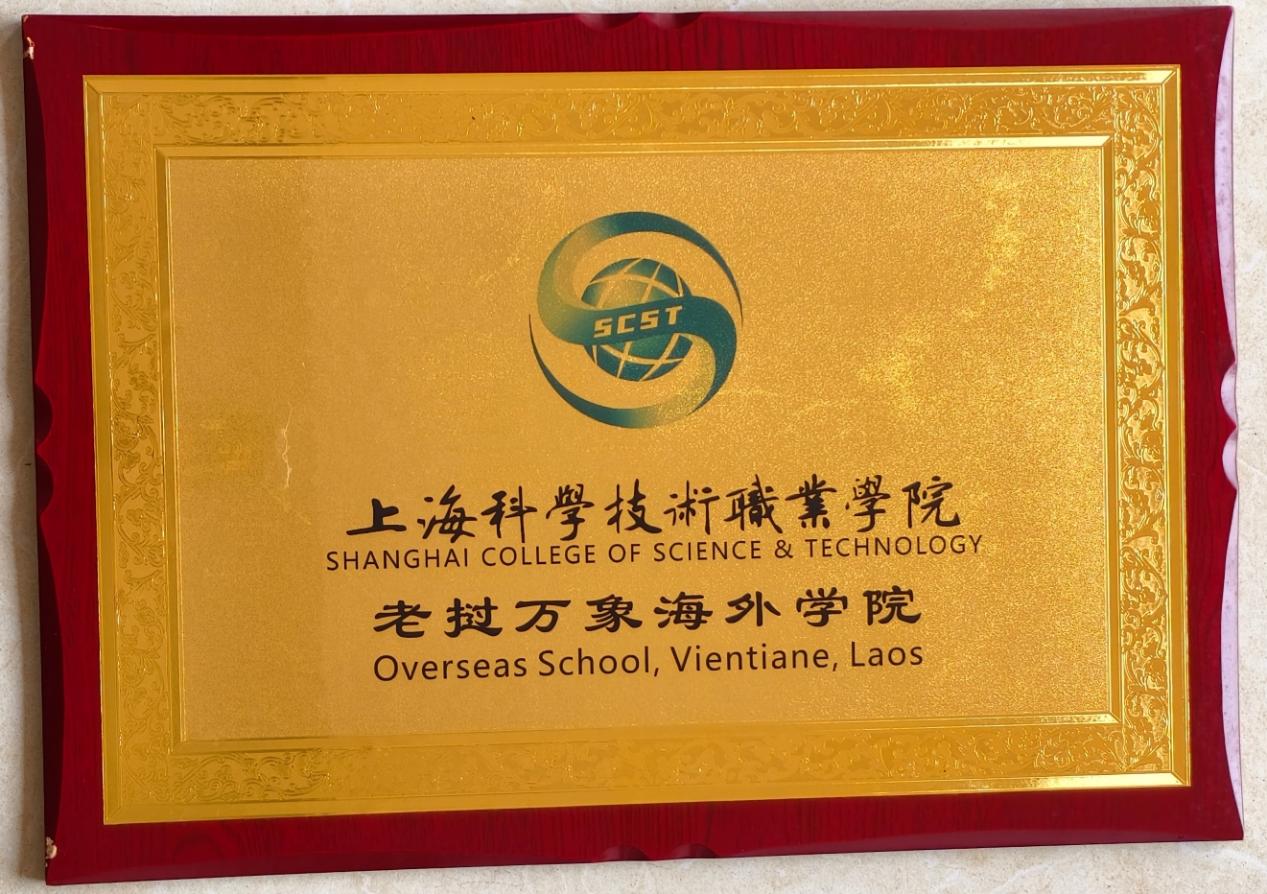 SCST
上海科學技術職業學院
SHANGHAI COLLEGE OF SCIENCE & TECHNOLOGY
老挝万象海外学院
Overseas School, Vientiane, Laos